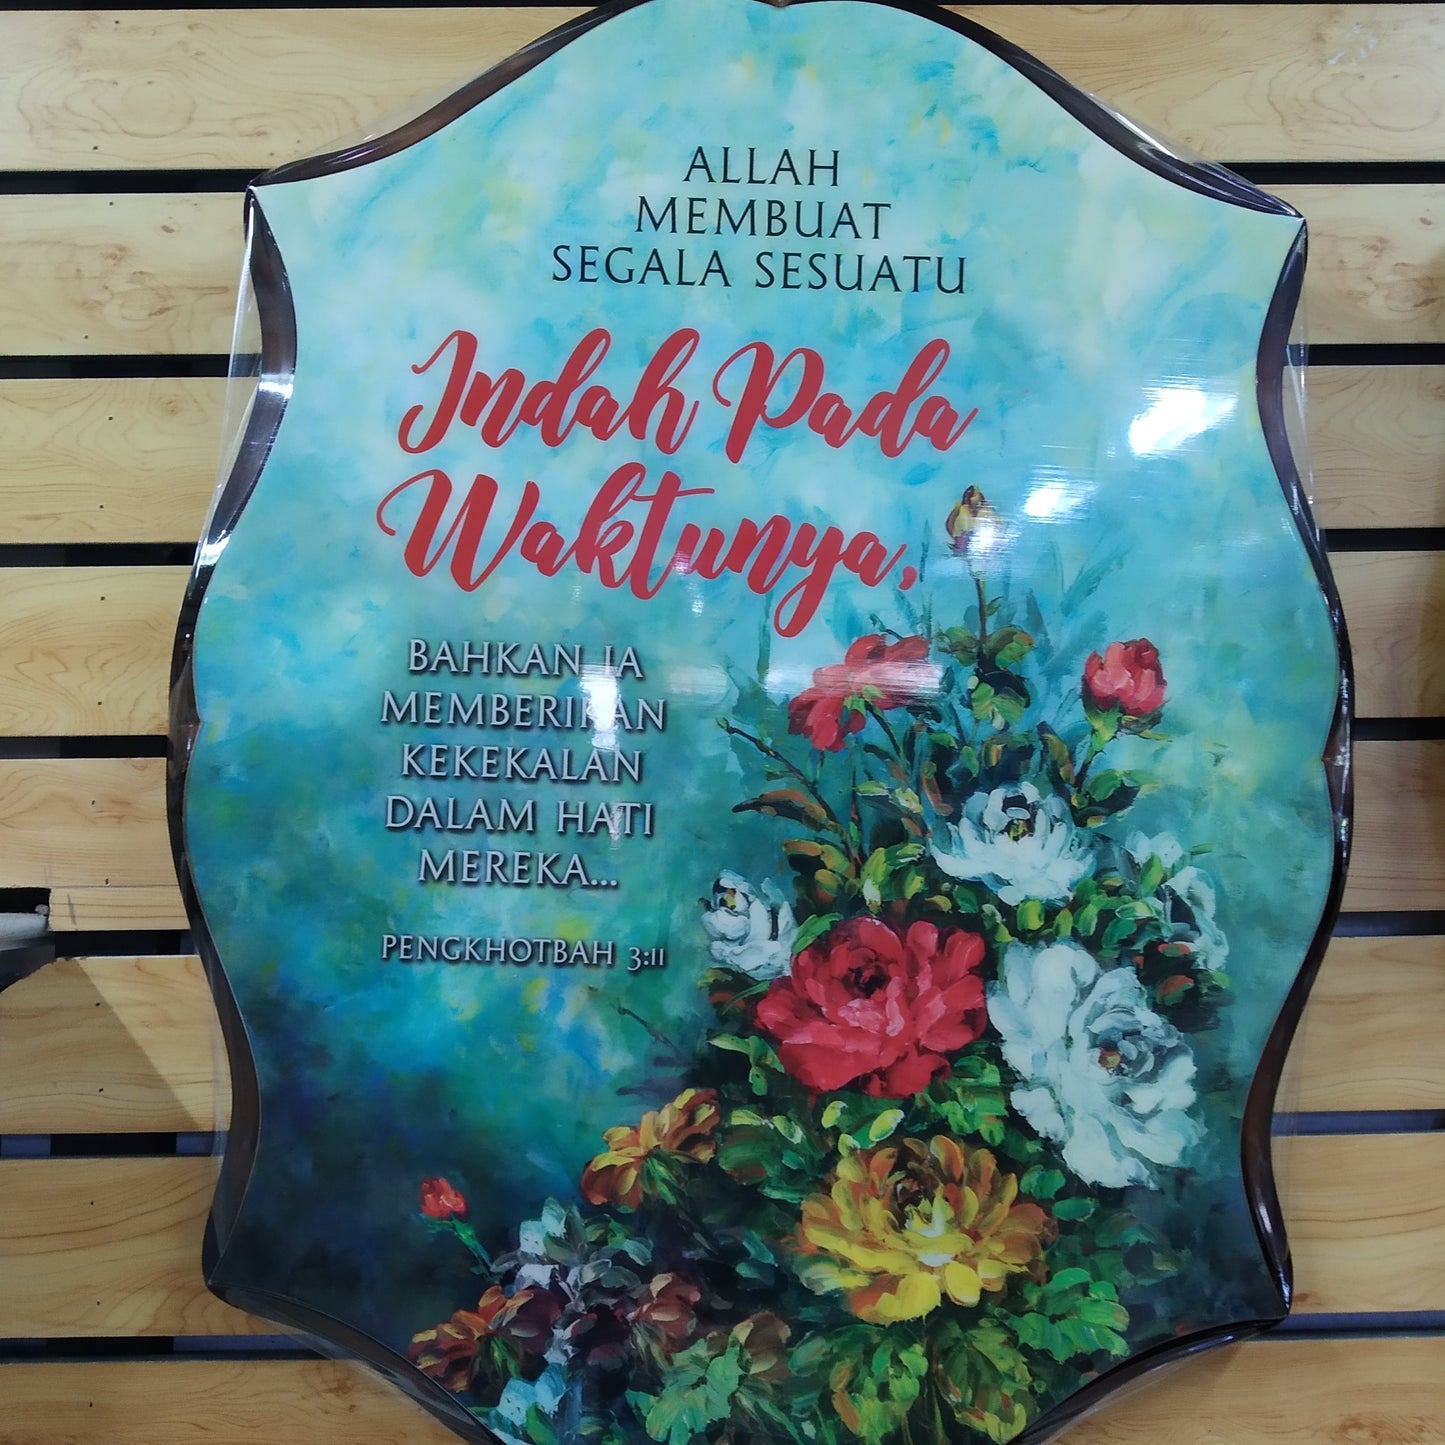 ALLAH
MEMBUAT
SEGALA SESUATU
Indah Pada
Waktunya,
BAHKAN IA
MEMBERIKAN
KEKEKALAN
DALAM HATI
MEREKA...
PENGKHOTBAH 3:11